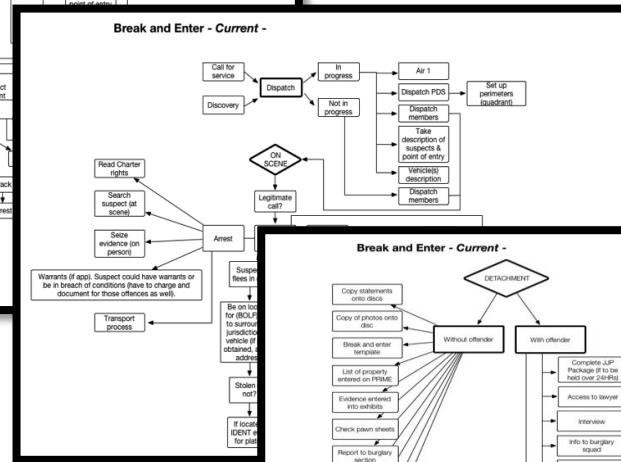 point of entry
Break and Enter - Current -
Call for
service
Discovery
Dispatch
In
progress
Not in
progress
Air 1
Dispatch PDS
Set up
perimeters
(quadrant)
Dispatch
members
Take
description of
suspects &
point of entry
Vehicle(s)
description
Dispatch
members
ON
SCENE
Legitimate
call?
Read Charter
rights
Search
suspect (at
scene)
Seize
evidence (on
person)
Arrest
Warrants (if app). Suspect could have warrants or
be in breach of conditions (have to charge and
document for those offences as well).
Transport
process
flees in
Be on
for (BOLF)
to
vehicle (if
obtained,
Stolen
not?
If
IDENT
for
Break and Enter - Current -
DETACHMENT
Copy statements
onto discs
Copy of photos onto
disc
Break and enter
template
List of property
entered on PRIME
Evidence entered
into exhibits
Check pawn sheets
Report to burglary
section
Without offender
With offender
Complete JJP
Package (if to be
held over 24HRs)
Access to lawyer
Interview
Info to burglary
squad